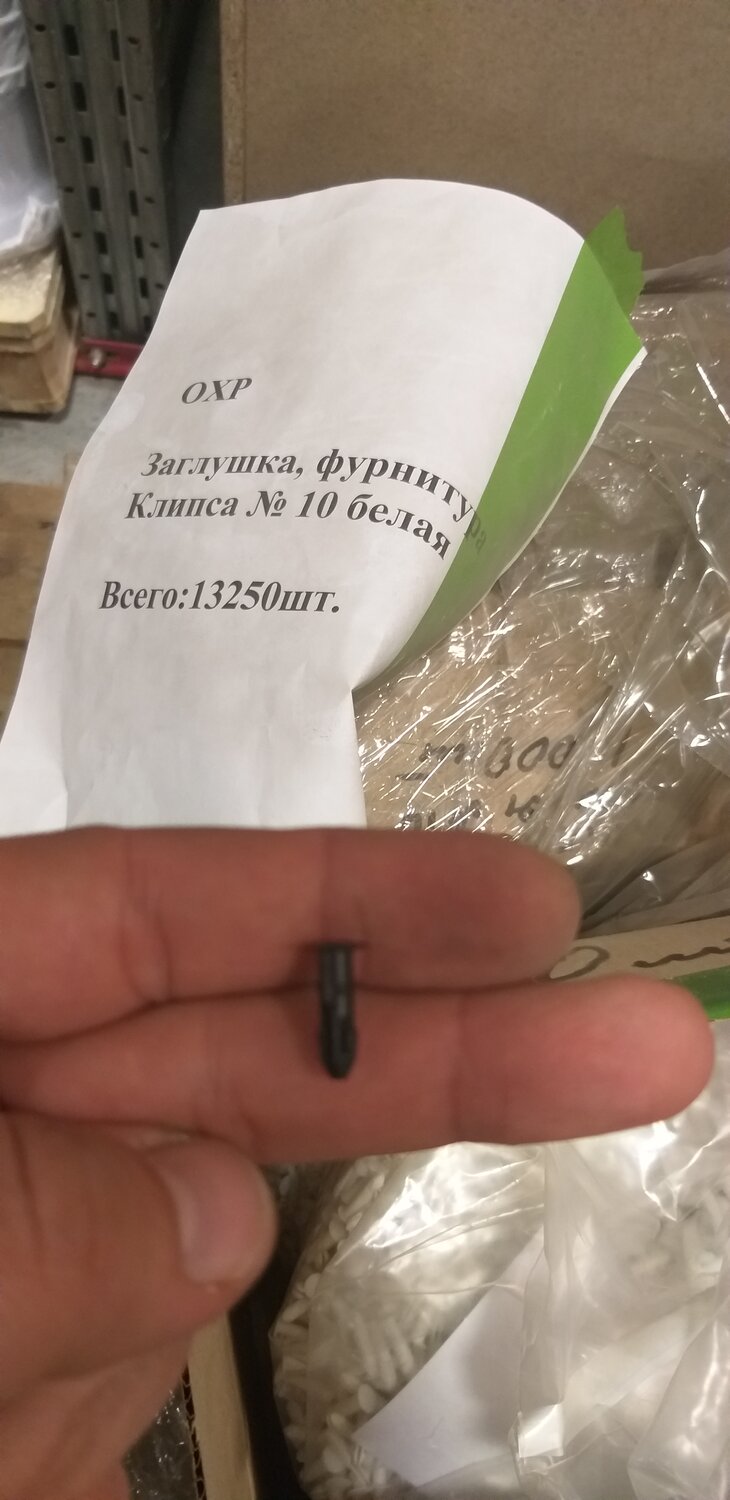 ОХР
Заглушка, фурнитура
Клипса № 10 белая
Всего:13250шт.